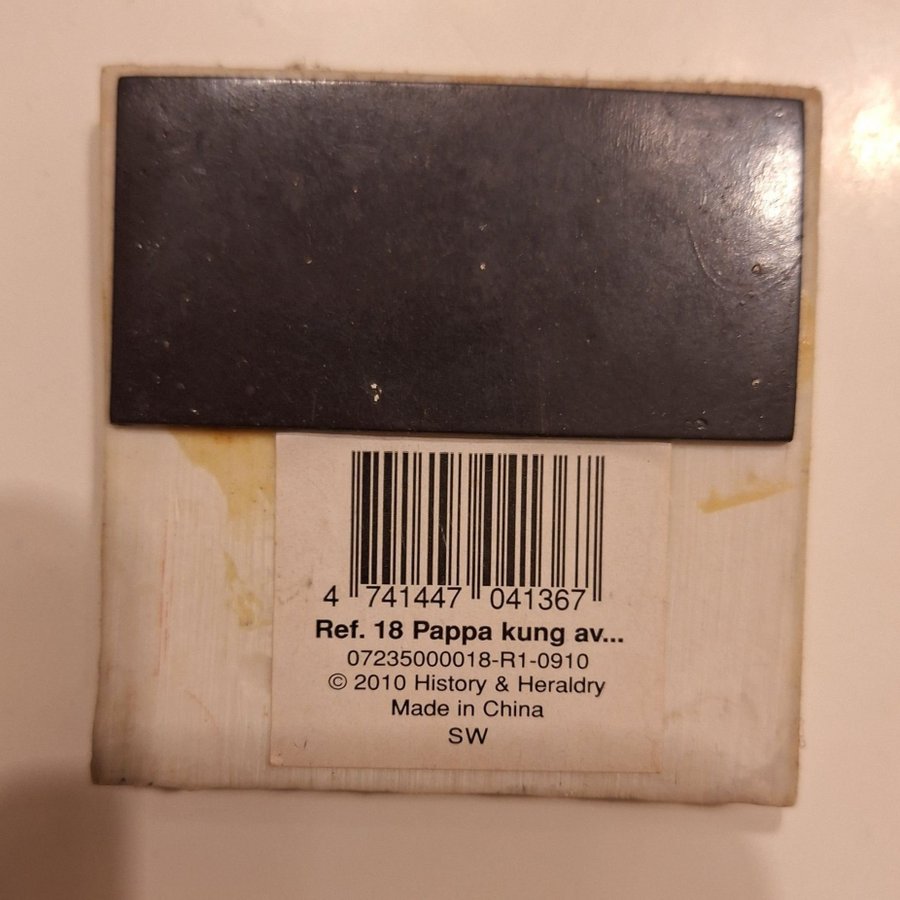 4 741447 041367
Ref. 18 Pappa kung av...
07235000018-R1-0910
© 2010 History & Heraldry
Made in China
SW